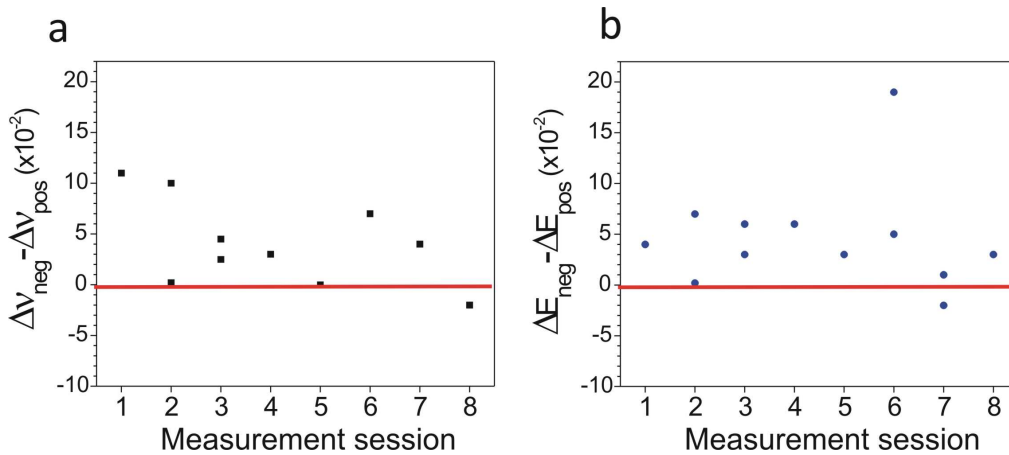 a
Δν_neg-Δν_pos (x10^-2)
20
15
10
5
0
-5
-10
1 2 3 4 5 6 7 8
Measurement session
b
ΔE_neg-ΔE_pos (x10^-2)
20
15
10
5
0
-5
-10
1 2 3 4 5 6 7 8
Measurement session